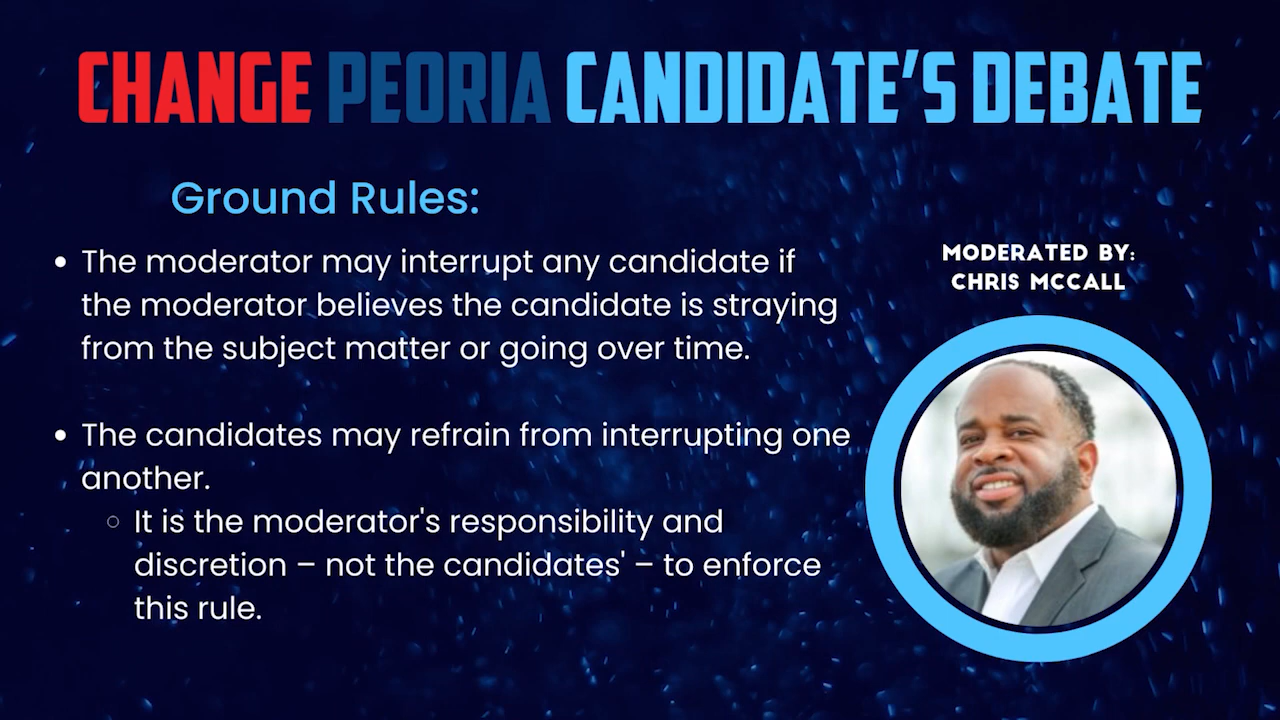 CHANGE PEORIA CANDIDATE'S DEBATE
Ground Rules:
• The moderator may interrupt any candidate if
the moderator believes the candidate is straying
from the subject matter or going over time.
• The candidates may refrain from interrupting one
another.
○ It is the moderator's responsibility and
discretion – not the candidates' – to enforce
this rule.
MODERATED BY:
CHRIS MCCALL